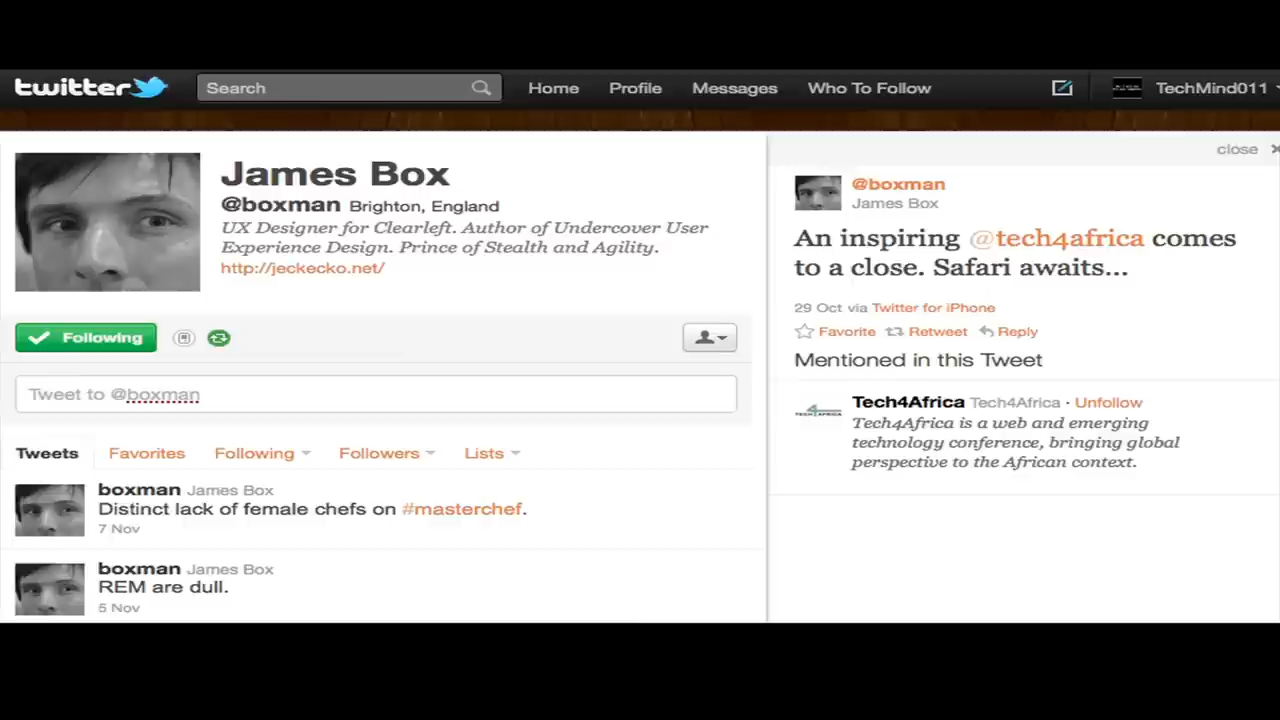 twitter Search Home Profile Messages Who To Follow TechMind011
James Box
@boxman Brighton, England
UX Designer for Clearleft. Author of Undercover User
Experience Design. Prince of Stealth and Agility.
http://jeckecko.net/
Following
Tweet to @boxman
Tweets Favorites Following Followers Lists
boxman James Box
Distinct lack of female chefs on #masterchef.
7 Nov
boxman James Box
REM are dull.
5 Nov
close ×
@boxman
James Box
An inspiring @tech4africa comes
to a close. Safari awaits...
29 Oct via Twitter for iPhone
Favorite Retweet Reply
Mentioned in this Tweet
Tech4Africa Tech4Africa · Unfollow
Tech4Africa is a web and emerging
technology conference, bringing global
perspective to the African context.